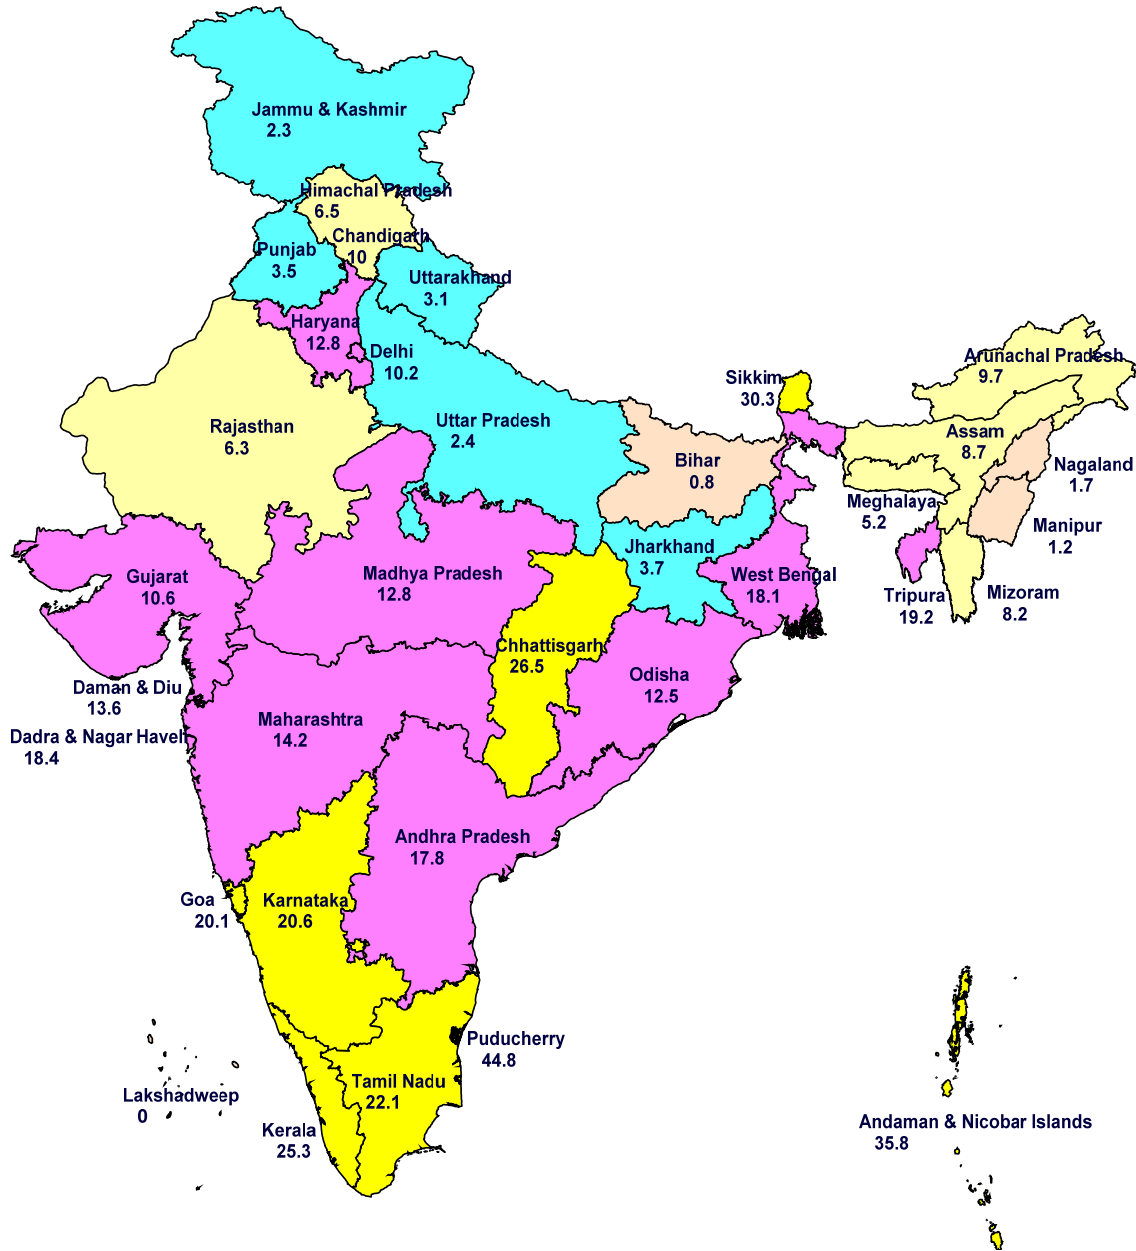 Jammu & Kashmir
2.3
Himachal Pradesh
6.5
Chandigarh
10
Punjab
3.5
Uttarakhand
3.1
Haryana
12.8
Delhi
10.2
Arunachal Pradesh
9.7
Sikkim
30.3
Uttar Pradesh
2.4
Rajasthan
6.3
Assam
8.7
Bihar
0.8
Nagaland
1.7
Meghalaya
5.2
Manipur
1.2
Jharkhand
3.7
Madhya Pradesh
12.8
West Bengal
18.1
Gujarat
10.6
Tripura
19.2
Mizoram
8.2
Chhattisgarh
26.5
Odisha
12.5
Daman & Diu
13.6
Maharashtra
14.2
Dadra & Nagar Haveli
18.4
Andhra Pradesh
17.8
Goa
20.1
Karnataka
20.6
Puducherry
44.8
Tamil Nadu
22.1
Lakshadweep
0
Kerala
25.3
Andaman & Nicobar Islands
35.8